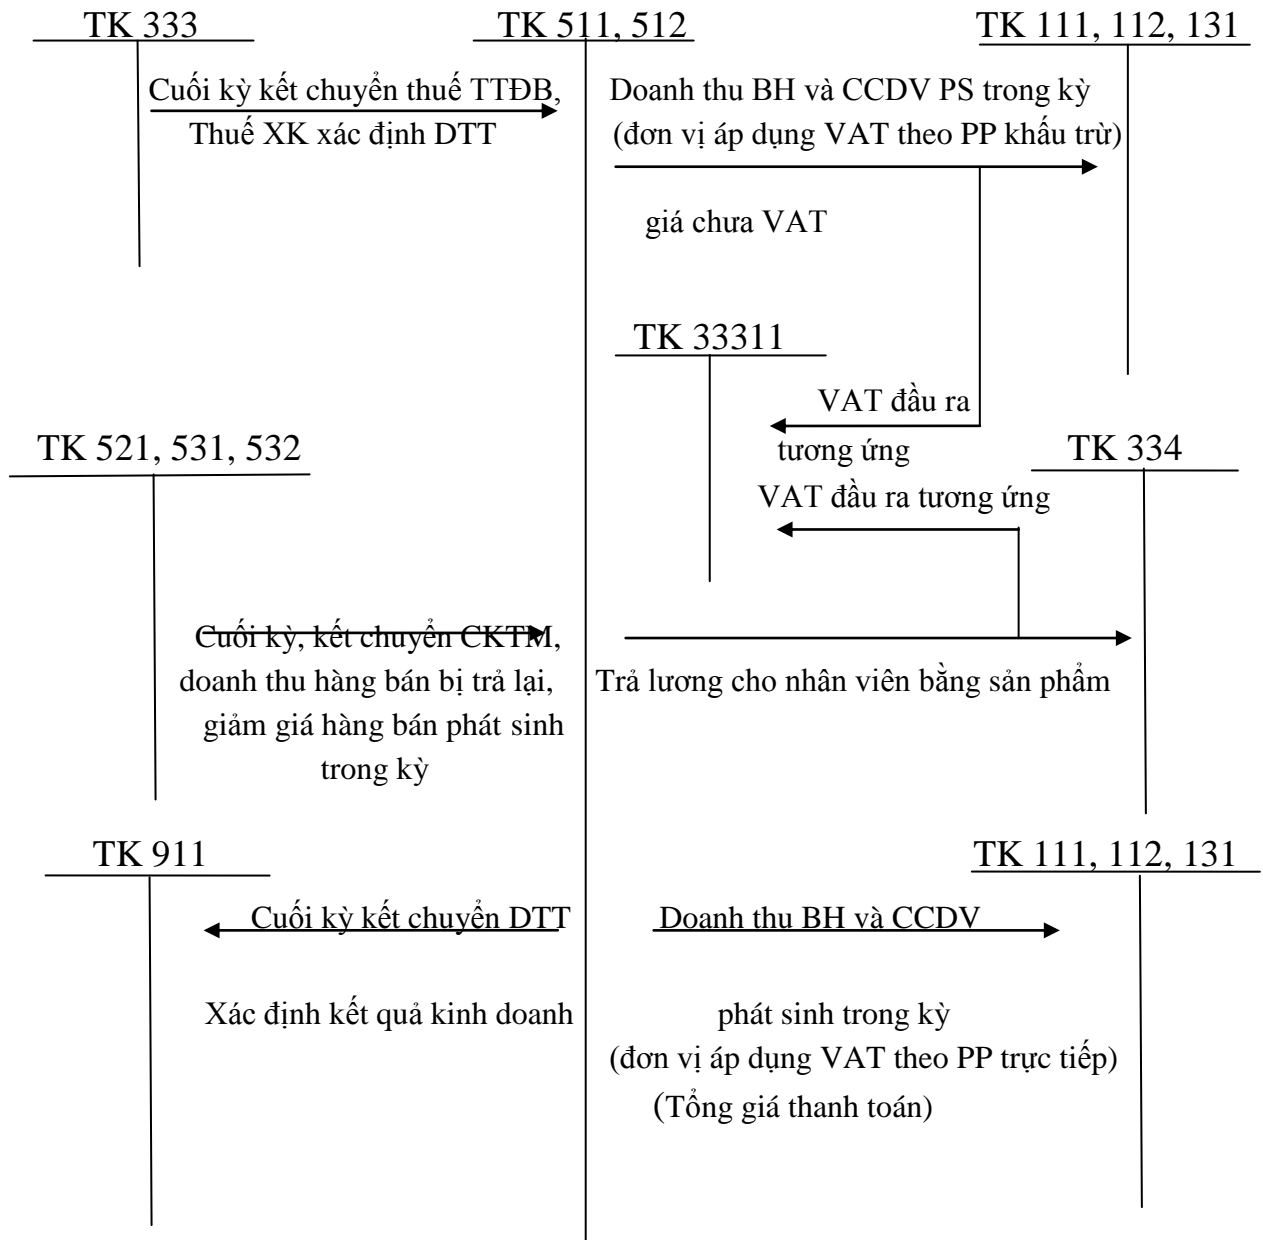 TK 333
TK 511, 512
TK 111, 112, 131
Cuối kỳ kết chuyển thuế TTĐB,
Thuế XK xác định DTT
Doanh thu BH và CCDV PS trong kỳ
(đơn vị áp dụng VAT theo PP khấu trừ)
giá chưa VAT
TK 33311
VAT đầu ra
tương ứng
TK 521, 531, 532
TK 334
VAT đầu ra tương ứng
Cuối kỳ, kết chuyển CKTM,
doanh thu hàng bán bị trả lại,
giảm giá hàng bán phát sinh
trong kỳ
Trả lương cho nhân viên bằng sản phẩm
TK 911
TK 111, 112, 131
Cuối kỳ kết chuyển DTT
Xác định kết quả kinh doanh
Doanh thu BH và CCDV
phát sinh trong kỳ
(đơn vị áp dụng VAT theo PP trực tiếp)
(Tổng giá thanh toán)